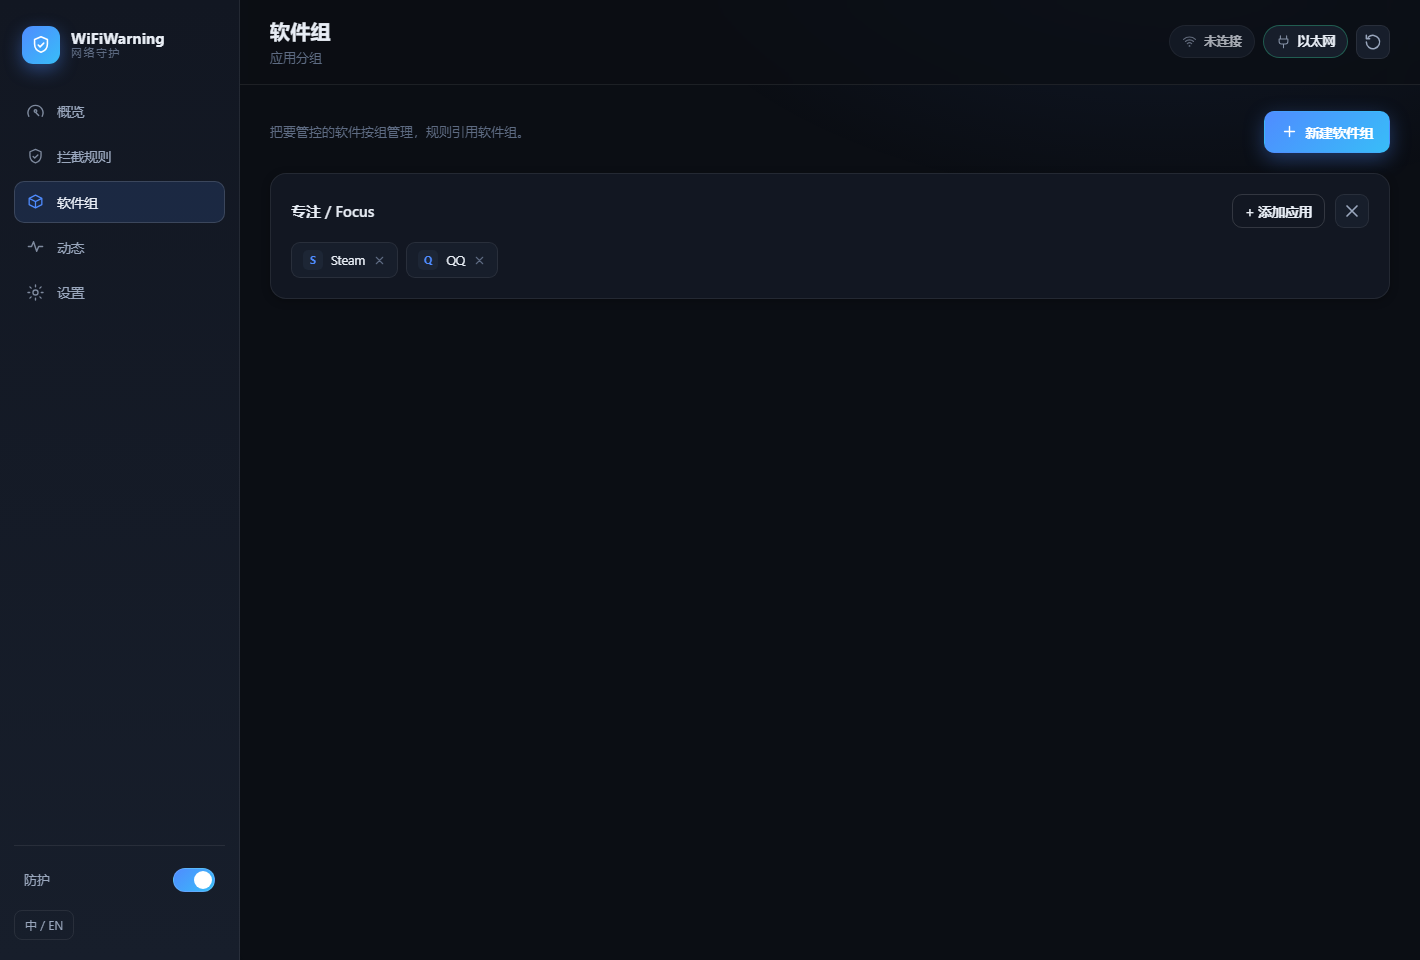 WiFiWarning
网络守护
概览
拦截规则
软件组
动态
设置
防护
中 / EN
软件组
应用分组
未连接
以太网
把要管控的软件按组管理，规则引用软件组。
新建软件组
专注 / Focus
+ 添加应用
S Steam
Q QQ